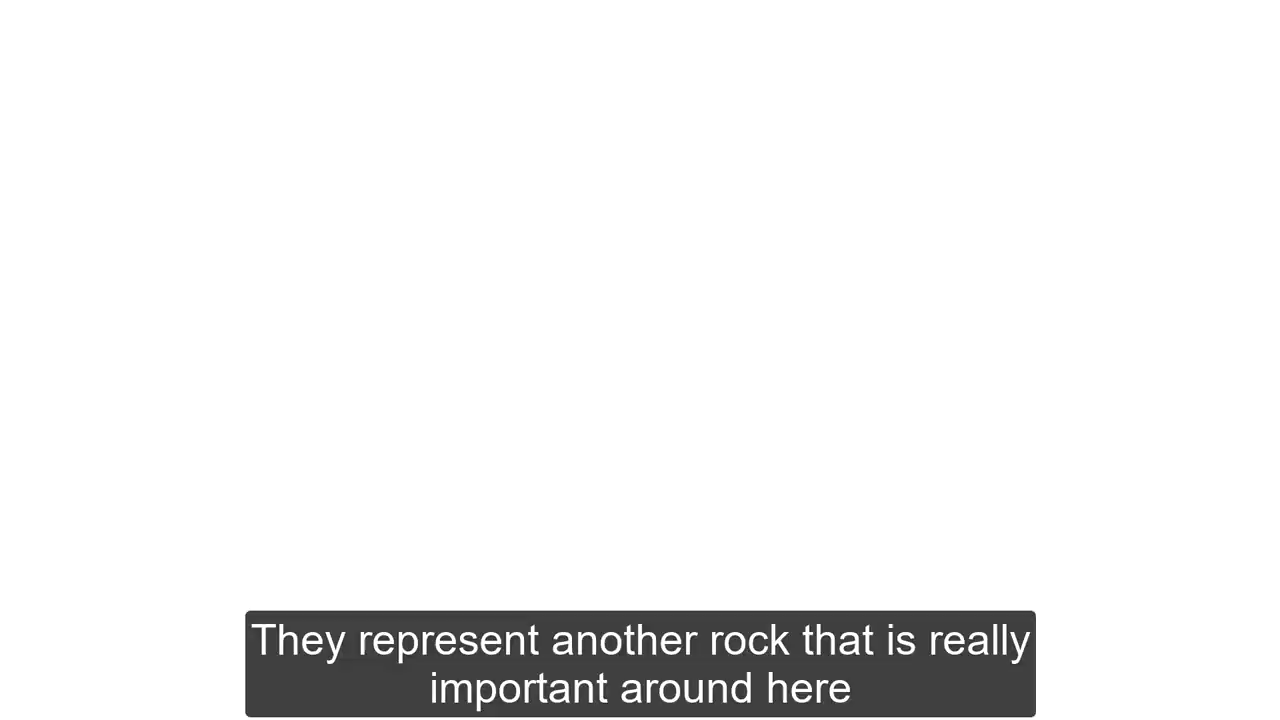 They represent another rock that is really
important around here